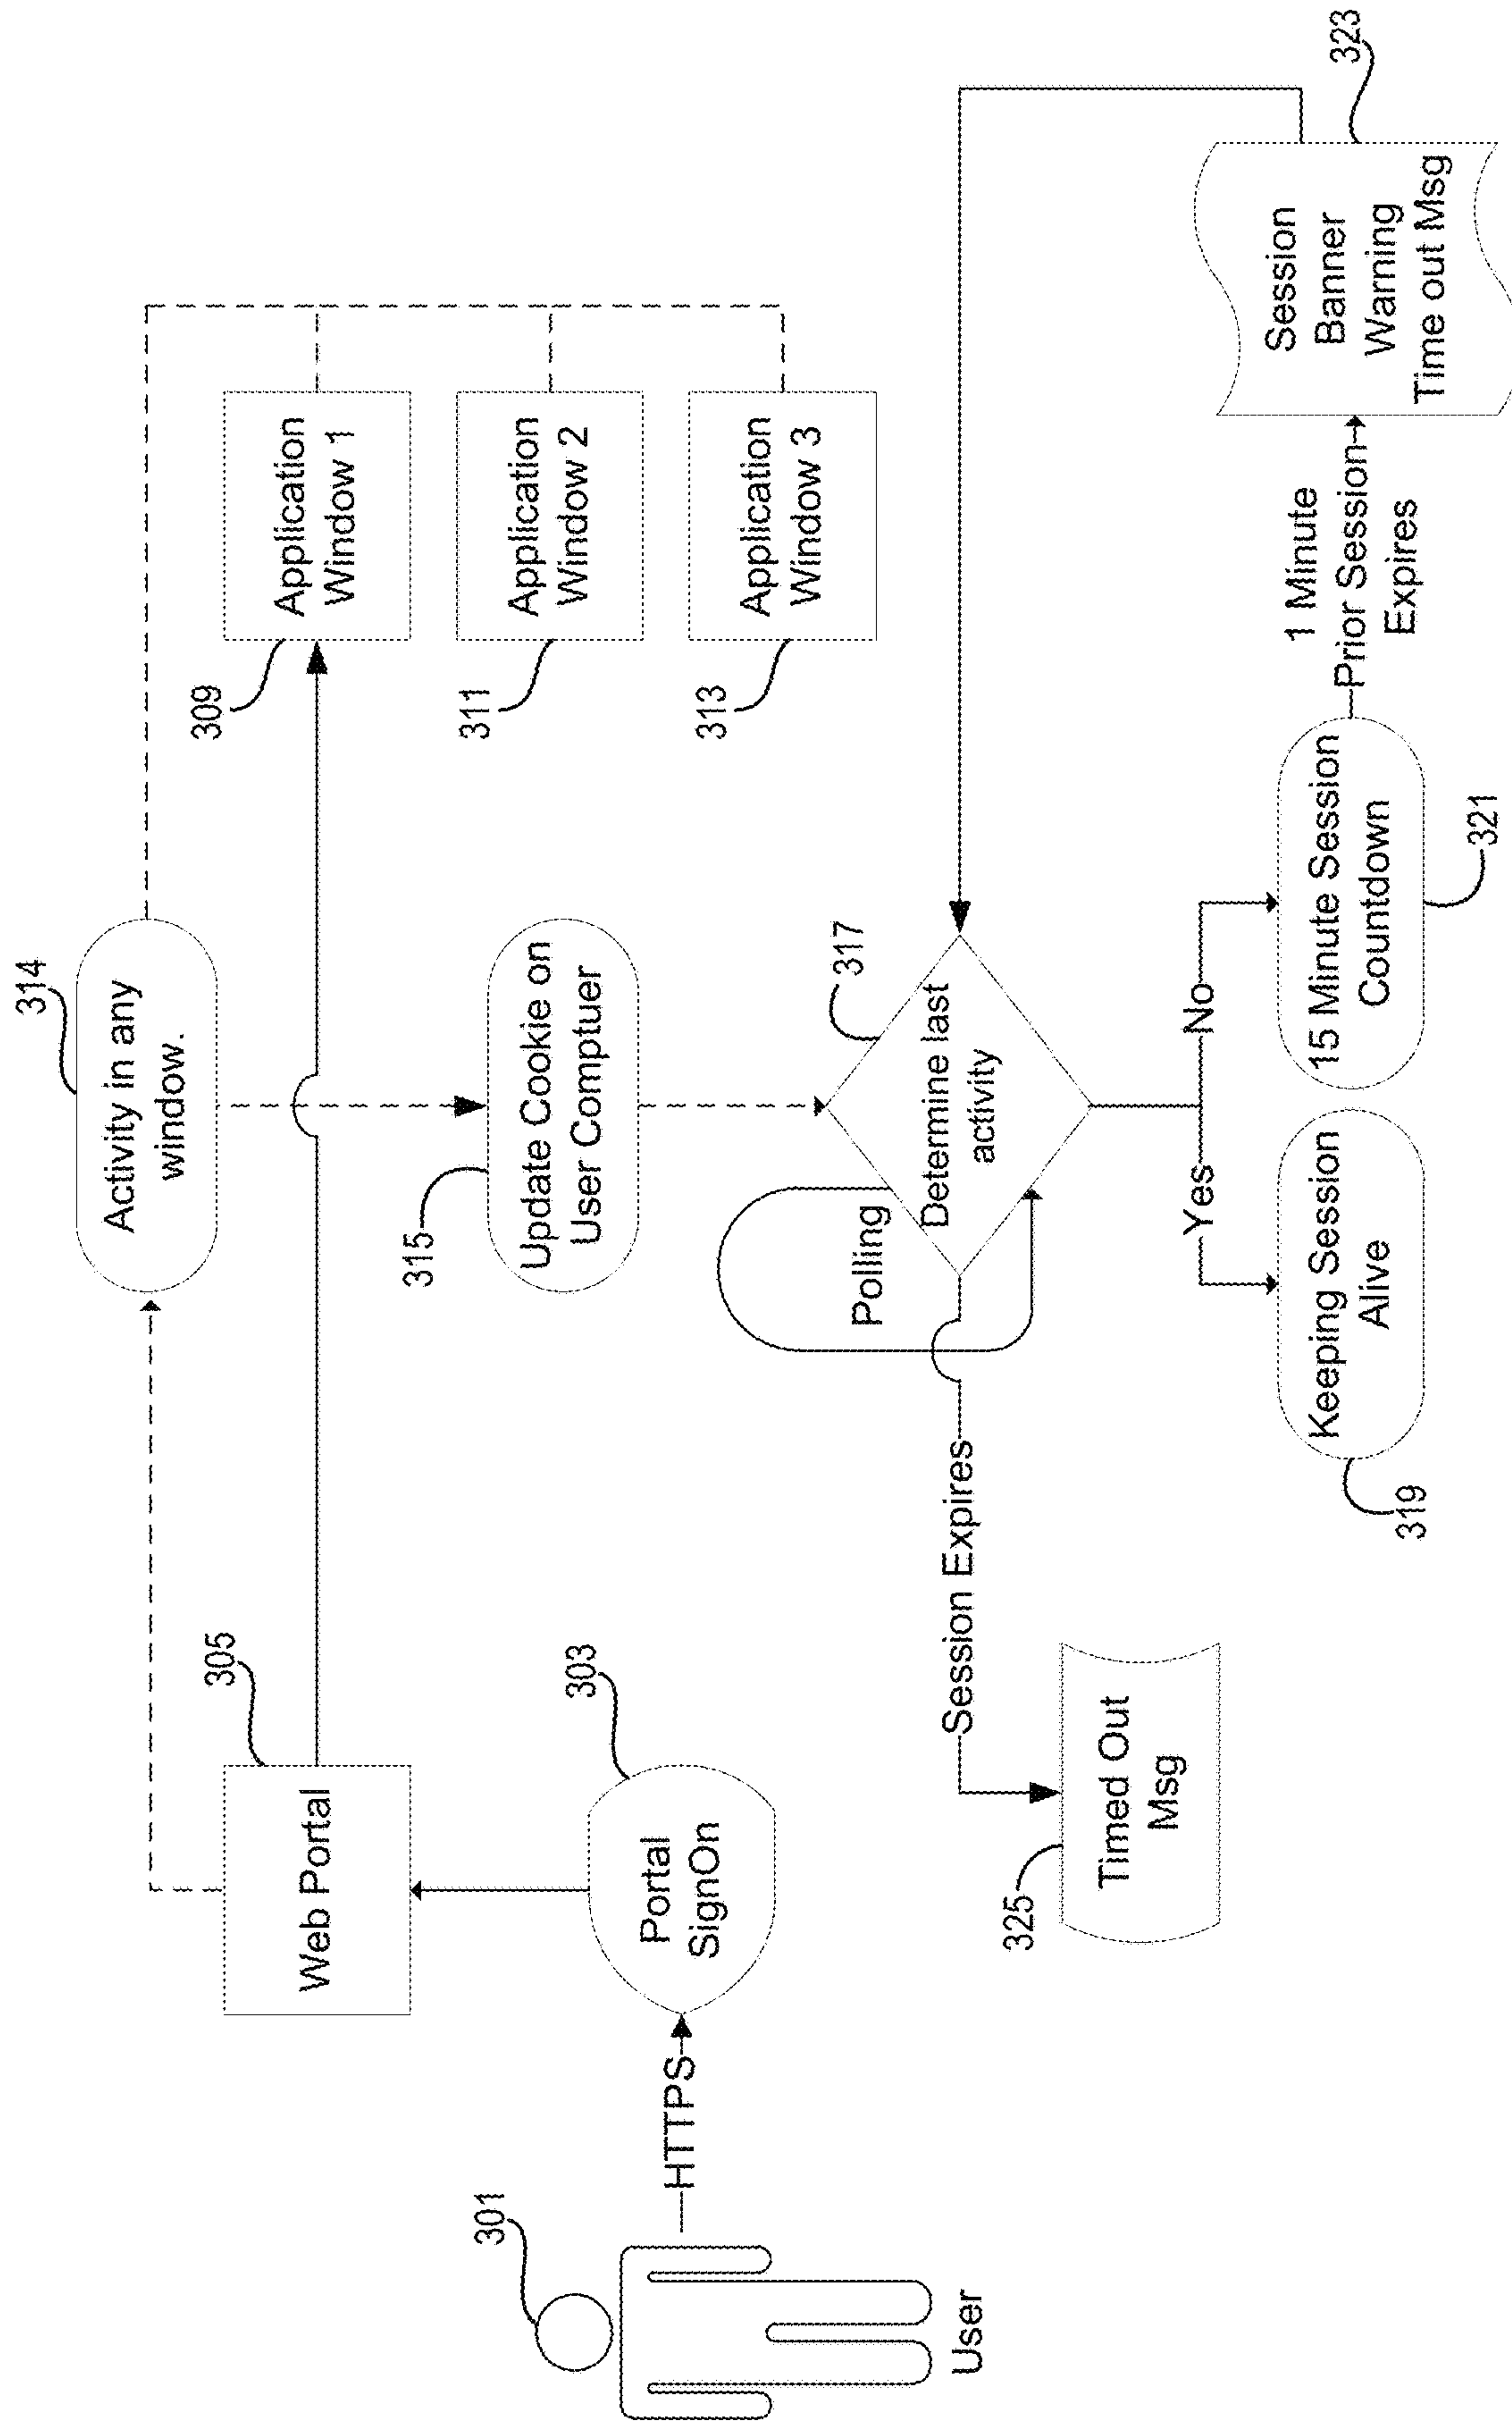 314
Activity in any
window.
305
Web Portal
309
Application
Window 1
311
Application
Window 2
313
Application
Window 3
315
Update Cookie on
User Comptuer
303
Portal
SignOn
HTTPS
301
User
317
Determine last
activity
Polling
Session Expires
325
Timed Out
Msg
Yes
No
319
Keeping Session
Alive
15 Minute Session
Countdown
321
1 Minute
Prior Session
Expires
323
Session
Banner
Warning
Time out Msg